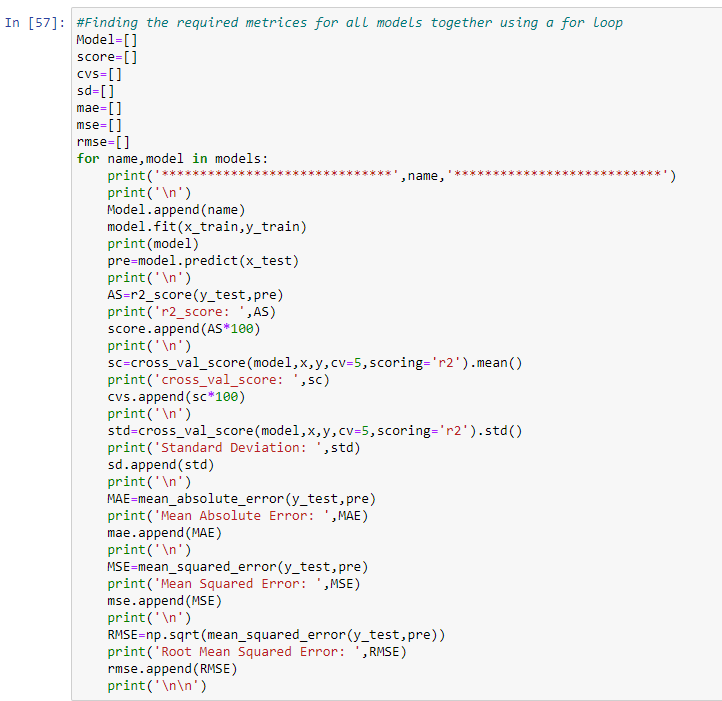 In [57]: #Finding the required metrices for all models together using a for loop
Model=[]
score=[]
cvs=[]
sd=[]
mae=[]
mse=[]
rmse=[]
for name,model in models:
    print('******************************',name,'***************************')
    print('\n')
    Model.append(name)
    model.fit(x_train,y_train)
    print(model)
    pre=model.predict(x_test)
    print('\n')
    AS=r2_score(y_test,pre)
    print('r2_score: ',AS)
    score.append(AS*100)
    print('\n')
    sc=cross_val_score(model,x,y,cv=5,scoring='r2').mean()
    print('cross_val_score: ',sc)
    cvs.append(sc*100)
    print('\n')
    std=cross_val_score(model,x,y,cv=5,scoring='r2').std()
    print('Standard Deviation: ',std)
    sd.append(std)
    print('\n')
    MAE=mean_absolute_error(y_test,pre)
    print('Mean Absolute Error: ',MAE)
    mae.append(MAE)
    print('\n')
    MSE=mean_squared_error(y_test,pre)
    print('Mean Squared Error: ',MSE)
    mse.append(MSE)
    print('\n')
    RMSE=np.sqrt(mean_squared_error(y_test,pre))
    print('Root Mean Squared Error: ',RMSE)
    rmse.append(RMSE)
    print('\n\n')